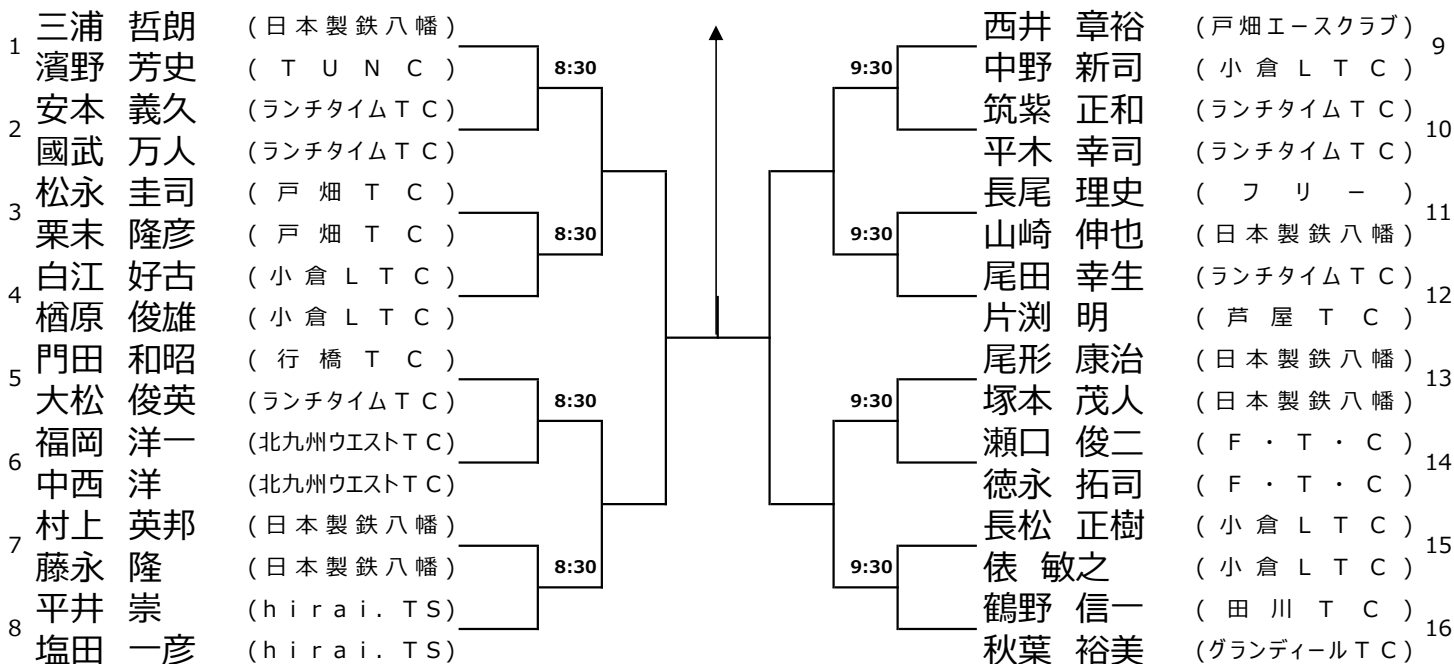 1 三浦 哲朗 (日本製鉄八幡)
濱野 芳史 (ＴＵＮＣ)
8:30
2 安本 義久 (ランチタイムＴＣ)
國武 万人 (ランチタイムＴＣ)
3 松永 圭司 (戸畑ＴＣ)
栗末 隆彦 (戸畑ＴＣ)
8:30
4 白江 好古 (小倉ＬＴＣ)
楢原 俊雄 (小倉ＬＴＣ)
5 門田 和昭 (行橋ＴＣ)
大松 俊英 (ランチタイムＴＣ)
8:30
6 福岡 洋一 (北九州ウエストＴＣ)
中西 洋 (北九州ウエストＴＣ)
7 村上 英邦 (日本製鉄八幡)
藤永 隆 (日本製鉄八幡)
8:30
8 平井 崇 (ｈｉｒａｉ．ＴＳ)
塩田 一彦 (ｈｉｒａｉ．ＴＳ)
西井 章裕 (戸畑エースクラブ) 9
9:30
中野 新司 (小倉ＬＴＣ)
筑紫 正和 (ランチタイムＴＣ) 10
平木 幸司 (ランチタイムＴＣ)
長尾 理史 (フリー) 11
9:30
山崎 伸也 (日本製鉄八幡)
尾田 幸生 (ランチタイムＴＣ) 12
片渕 明 (芦屋ＴＣ)
尾形 康治 (日本製鉄八幡) 13
9:30
塚本 茂人 (日本製鉄八幡)
瀬口 俊二 (Ｆ・Ｔ・Ｃ) 14
徳永 拓司 (Ｆ・Ｔ・Ｃ)
長松 正樹 (小倉ＬＴＣ) 15
9:30
俵 敏之 (小倉ＬＴＣ)
鶴野 信一 (田川ＴＣ) 16
秋葉 裕美 (グランディールＴＣ)